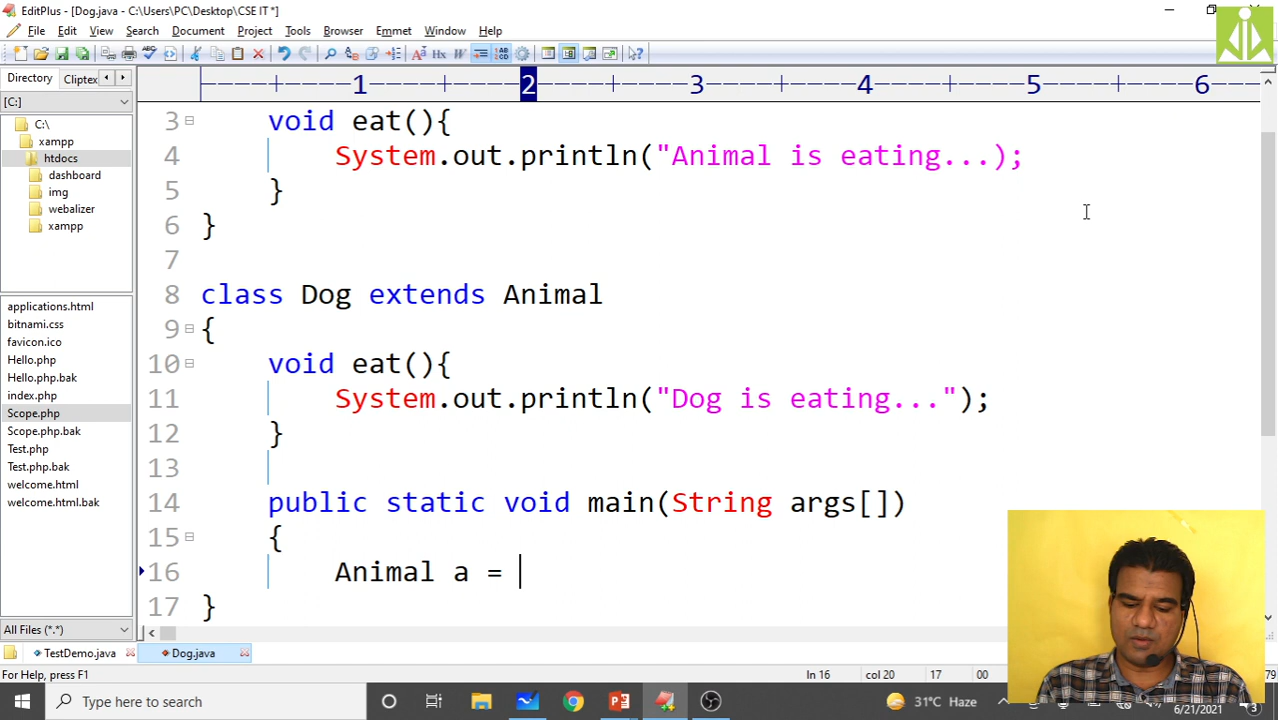 EditPlus - [Dog.java - C:\Users\PC\Desktop\CSE IT *]
File Edit View Search Document Project Tools Browser Emmet Window Help
Directory Cliptex
[C:]
C:\
xampp
htdocs
dashboard
img
webalizer
xampp
applications.html
bitnami.css
favicon.ico
Hello.php
Hello.php.bak
index.php
Scope.php
Scope.php.bak
Test.php
Test.php.bak
welcome.html
welcome.html.bak
All Files (*.*)
----+----1----+----2----+----3----+----4----+----5----+----6----
3 void eat(){
4 System.out.println("Animal is eating...);
5 }
6 }
7
8 class Dog extends Animal
9 {
10 void eat(){
11 System.out.println("Dog is eating...");
12 }
13
14 public static void main(String args[])
15 {
16 Animal a =
17 }
TestDemo.java Dog.java
For Help, press F1 ln 16 col 20 17 00 79
Type here to search
31°C Haze
6/21/2021
3